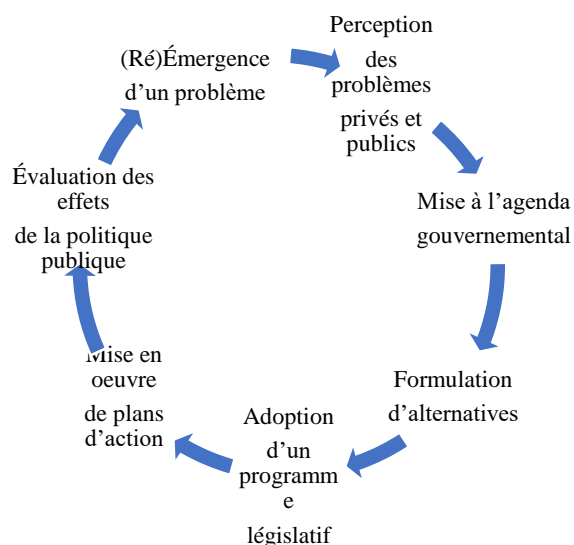 (Ré)Émergence
d’un problème
Perception
des
problèmes
privés et
publics
Mise à l’agenda
gouvernemental
Formulation
d’alternatives
Adoption
d’un
programm
e
législatif
Mise en
oeuvre
de plans
d’action
Évaluation des
effets
de la politique
publique